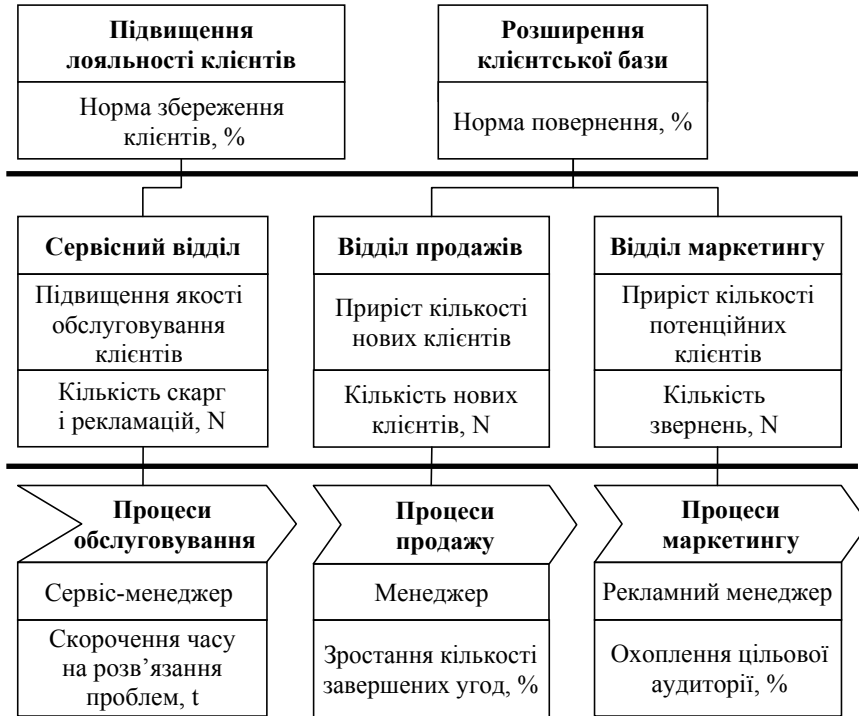 Підвищення
лояльності клієнтів
Норма збереження
клієнтів, %
Розширення
клієнтської бази
Норма повернення, %
Сервісний відділ
Підвищення якості
обслуговування
клієнтів
Кількість скарг
і рекламацій, N
Відділ продажів
Приріст кількості
нових клієнтів
Кількість нових
клієнтів, N
Відділ маркетингу
Приріст кількості
потенційних
клієнтів
Кількість
звернень, N
Процеси
обслуговування
Сервіс-менеджер
Скорочення часу
на розв’язання
проблем, t
Процеси
продажу
Менеджер
Зростання кількості
завершених угод, %
Процеси
маркетингу
Рекламний менеджер
Охоплення цільової
аудиторії, %